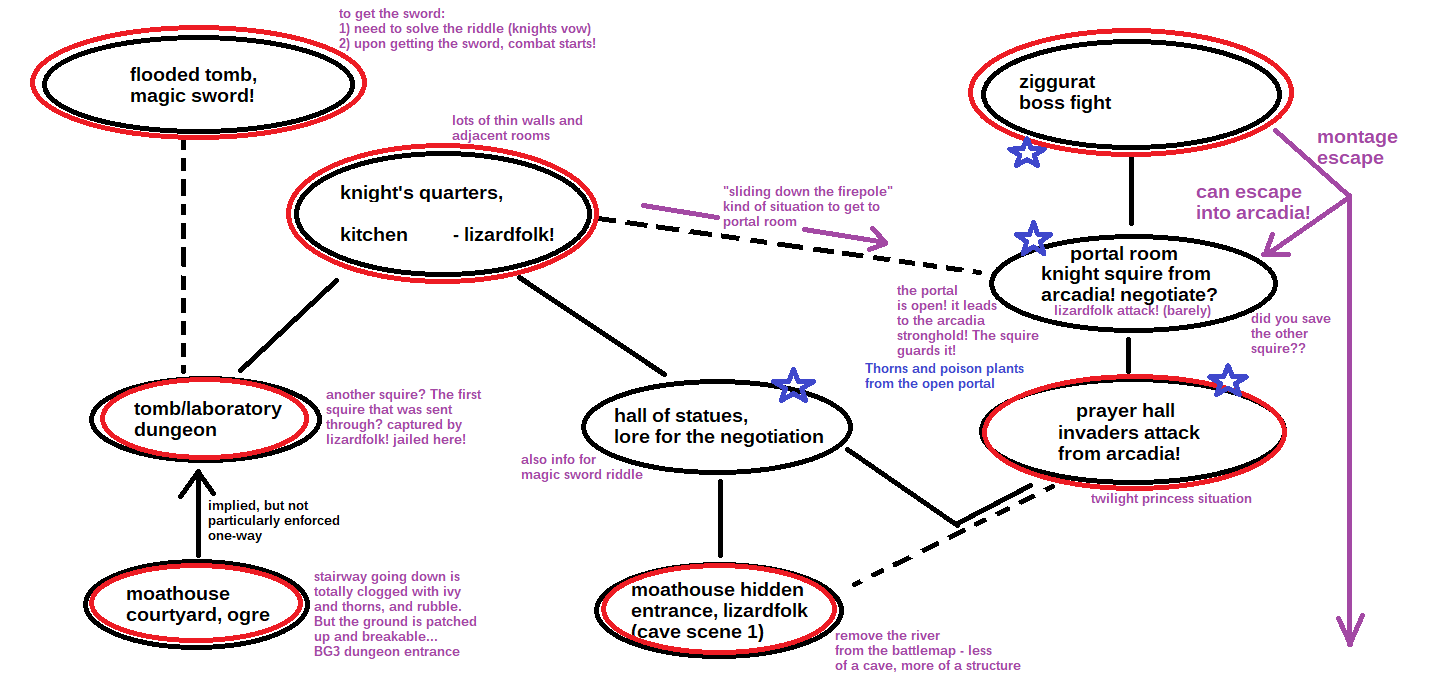 to get the sword:
1) need to solve the riddle (knights vow)
2) upon getting the sword, combat starts!
flooded tomb,
magic sword!
ziggurat
boss fight
montage
escape
can escape
into arcadia!
lots of thin walls and
adjacent rooms
knight's quarters,
kitchen - lizardfolk!
"sliding down the firepole"
kind of situation to get to
portal room
portal room
knight squire from
arcadia! negotiate?
lizardfolk attack! (barely)
the portal
is open! it leads
to the arcadia
stronghold! The squire
guards it!
Thorns and poison plants
from the open portal
did you save
the other
squire??
tomb/laboratory
dungeon
another squire? The first
squire that was sent
through? captured by
lizardfolk! jailed here!
hall of statues,
lore for the negotiation
also info for
magic sword riddle
prayer hall
invaders attack
from arcadia!
twilight princess situation
implied, but not
particularly enforced
one-way
moathouse
courtyard, ogre
stairway going down is
totally clogged with ivy
and thorns, and rubble.
But the ground is patched
up and breakable...
BG3 dungeon entrance
moathouse hidden
entrance, lizardfolk
(cave scene 1)
remove the river
from the battlemap - less
of a cave, more of a structure